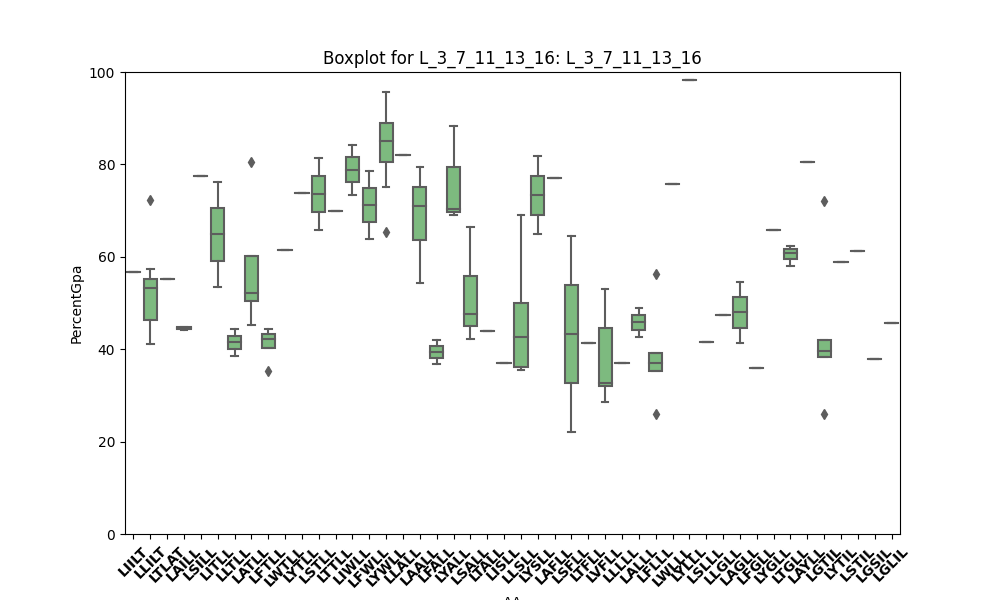 Boxplot for L_3_7_11_13_16: L_3_7_11_13_16
100
80
60
40
20
0
PercentGpa
LIILT LLILT LTLAT LAILL LSILL LITLL LLTLL LATLL LFTLL LWTLL LYTLL LSTLL LTTLL LIWLL LFWLL LYWLL LIALL LAALL LFALL LYALL LSALL LTALL LISLL LLSLL LYSLL LAFLL LSFLL LTFLL LVFLL LLLLL LALLL LFLLL LWLLL LYLLL LSLLL LLGLL LAGLL LFGLL LYGLL LTGLL LAYLL LGTIL LYTIL LSTIL LGSIL LGLIL